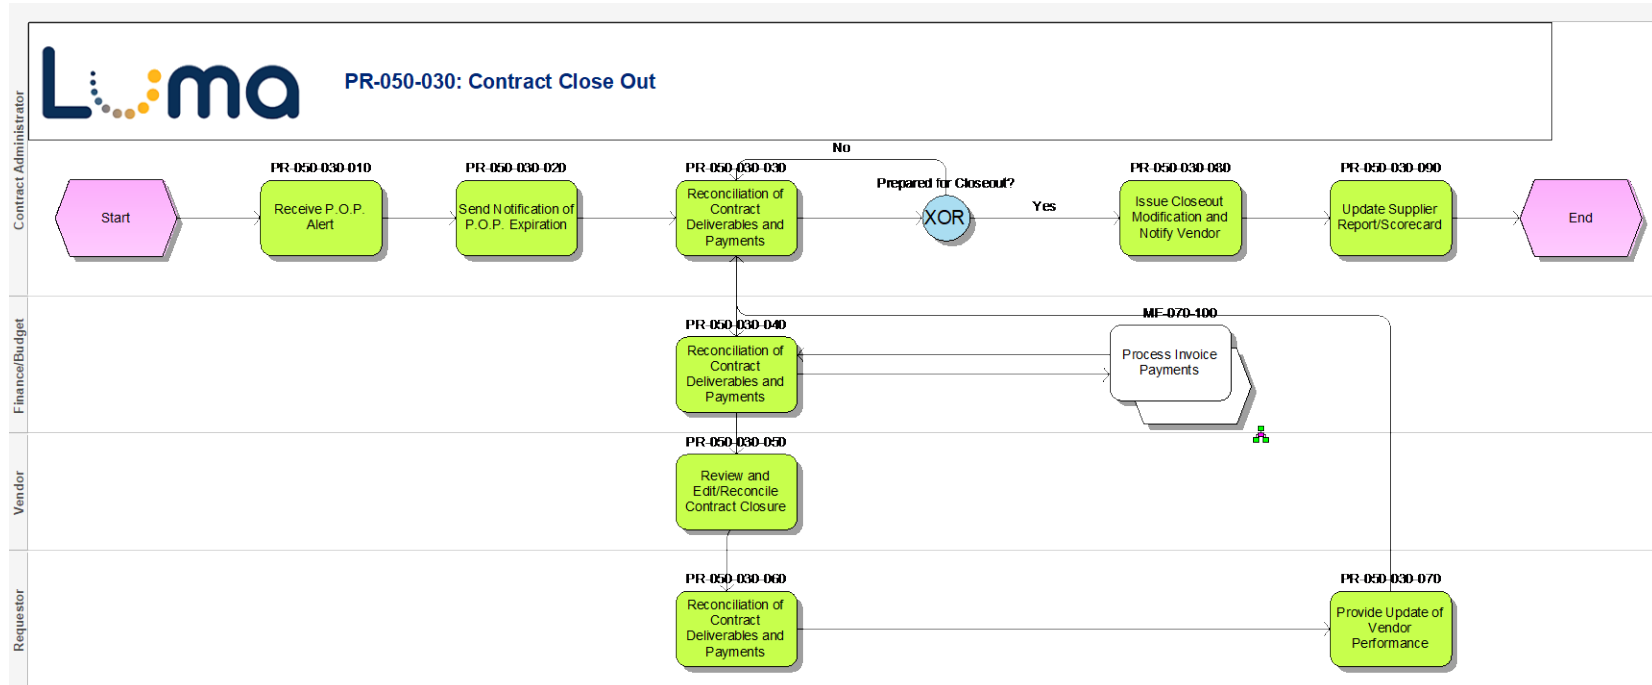 Luma
PR-050-030: Contract Close Out
Contract Administrator
No
PR-050-030-010
PR-050-030-020
PR-050-030-030
Prepared for Closeout?
PR-050-030-080
PR-050-030-090
Start
Receive P.O.P.
Alert
Send Notification of
P.O.P. Expiration
Reconciliation of
Contract
Deliverables and
Payments
XOR
Yes
Issue Closeout
Modification and
Notify Vendor
Update Supplier
Report/Scorecard
End
Finance/Budget
PR-050-030-040
Reconciliation of
Contract
Deliverables and
Payments
MF-070-100
Process Invoice
Payments
Vendor
PR-050-030-050
Review and
Edit/Reconcile
Contract Closure
Requestor
PR-050-030-060
Reconciliation of
Contract
Deliverables and
Payments
PR-050-030-070
Provide Update of
Vendor
Performance